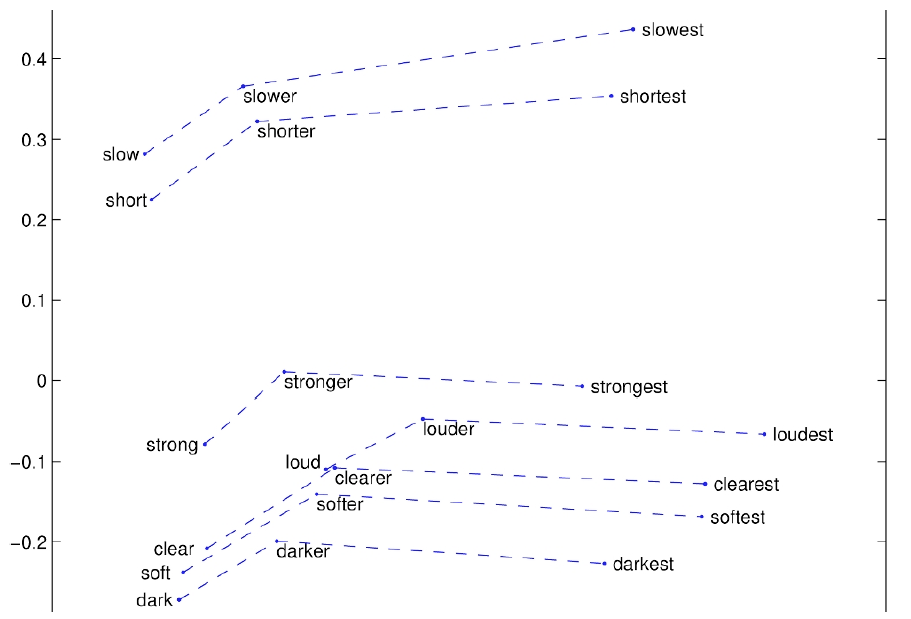 slowest
0.4
slower
shortest
shorter
0.3
slow
short
0.2
0.1
0
stronger
strongest
strong
louder
loudest
−0.1
loud
clearer
clearest
softer
softest
−0.2
clear
darker
darkest
soft
dark